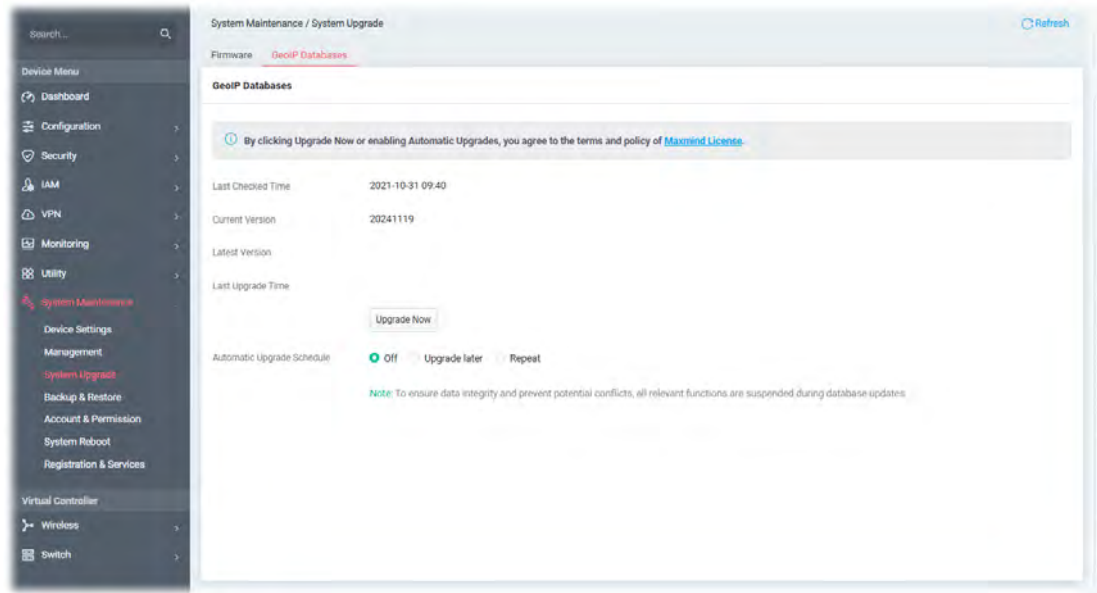 Search...
System Maintenance / System Upgrade
Refresh
Firmware GeoIP Databases
Device Menu
Dashboard
Configuration
Security
IAM
VPN
Monitoring
Utility
System Maintenance
Device Settings
Management
System Upgrade
Backup & Restore
Account & Permission
System Reboot
Registration & Services
Virtual Controller
Wireless
Switch
GeoIP Databases
By clicking Upgrade Now or enabling Automatic Upgrades, you agree to the terms and policy of Maxmind License.
Last Checked Time 2021-10-31 09:40
Current Version 20241119
Latest Version
Last Upgrade Time
Upgrade Now
Automatic Upgrade Schedule Off Upgrade later Repeat
Note: To ensure data integrity and prevent potential conflicts, all relevant functions are suspended during database updates